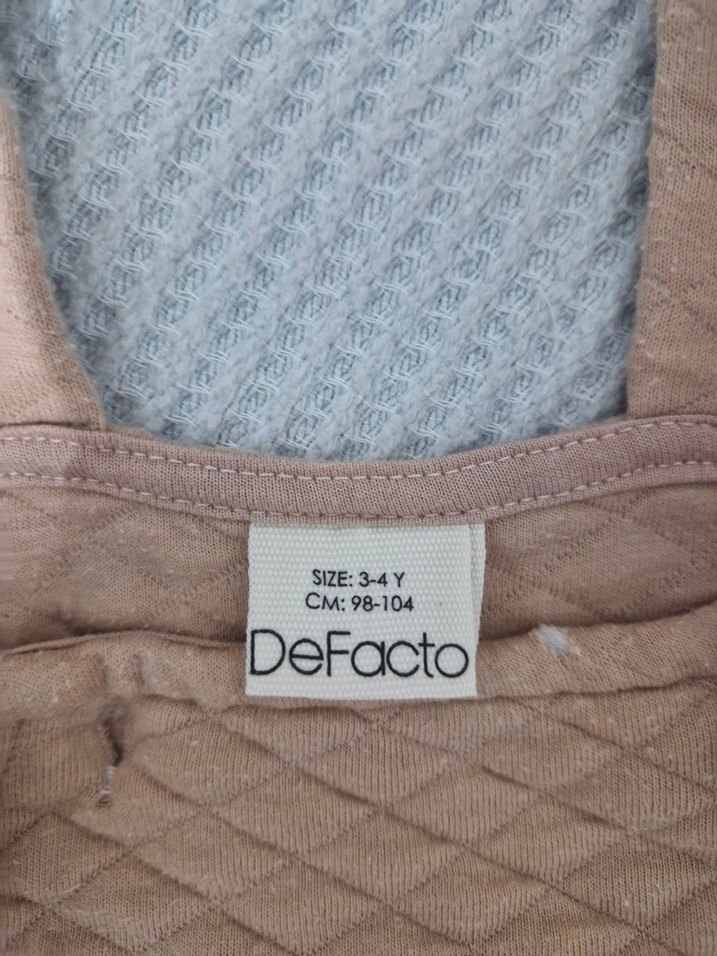 SIZE: 3-4 Y
CM: 98-104
DeFacto